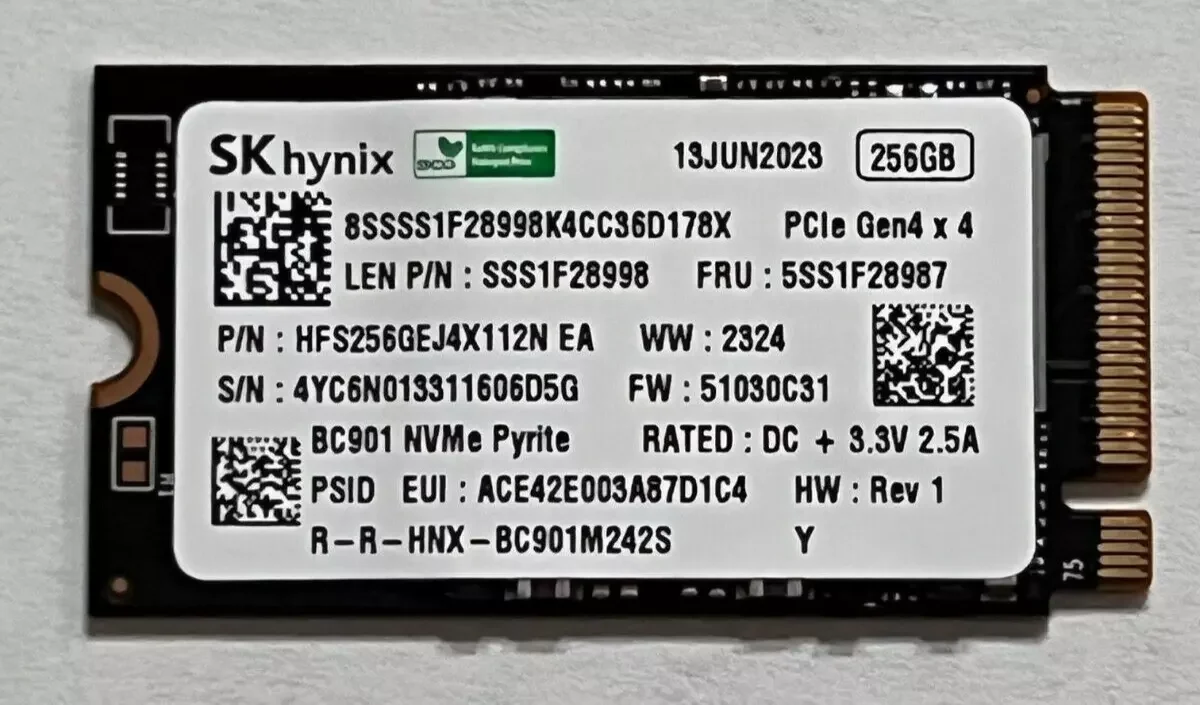 SK hynix 13JUN2023 256GB
8SSSS1F28998K4CC36D178X PCIe Gen4 x 4
LEN P/N : SSS1F28998 FRU : 5SS1F28987
P/N : HFS256GEJ4X112N EA WW : 2324
S/N : 4YC6N013311606D5G FW : 51030C31
BC901 NVMe Pyrite RATED : DC + 3.3V 2.5A
PSID EUI : ACE42E003A87D1C4 HW : Rev 1
R-R-HNX-BC901M242S Y
75